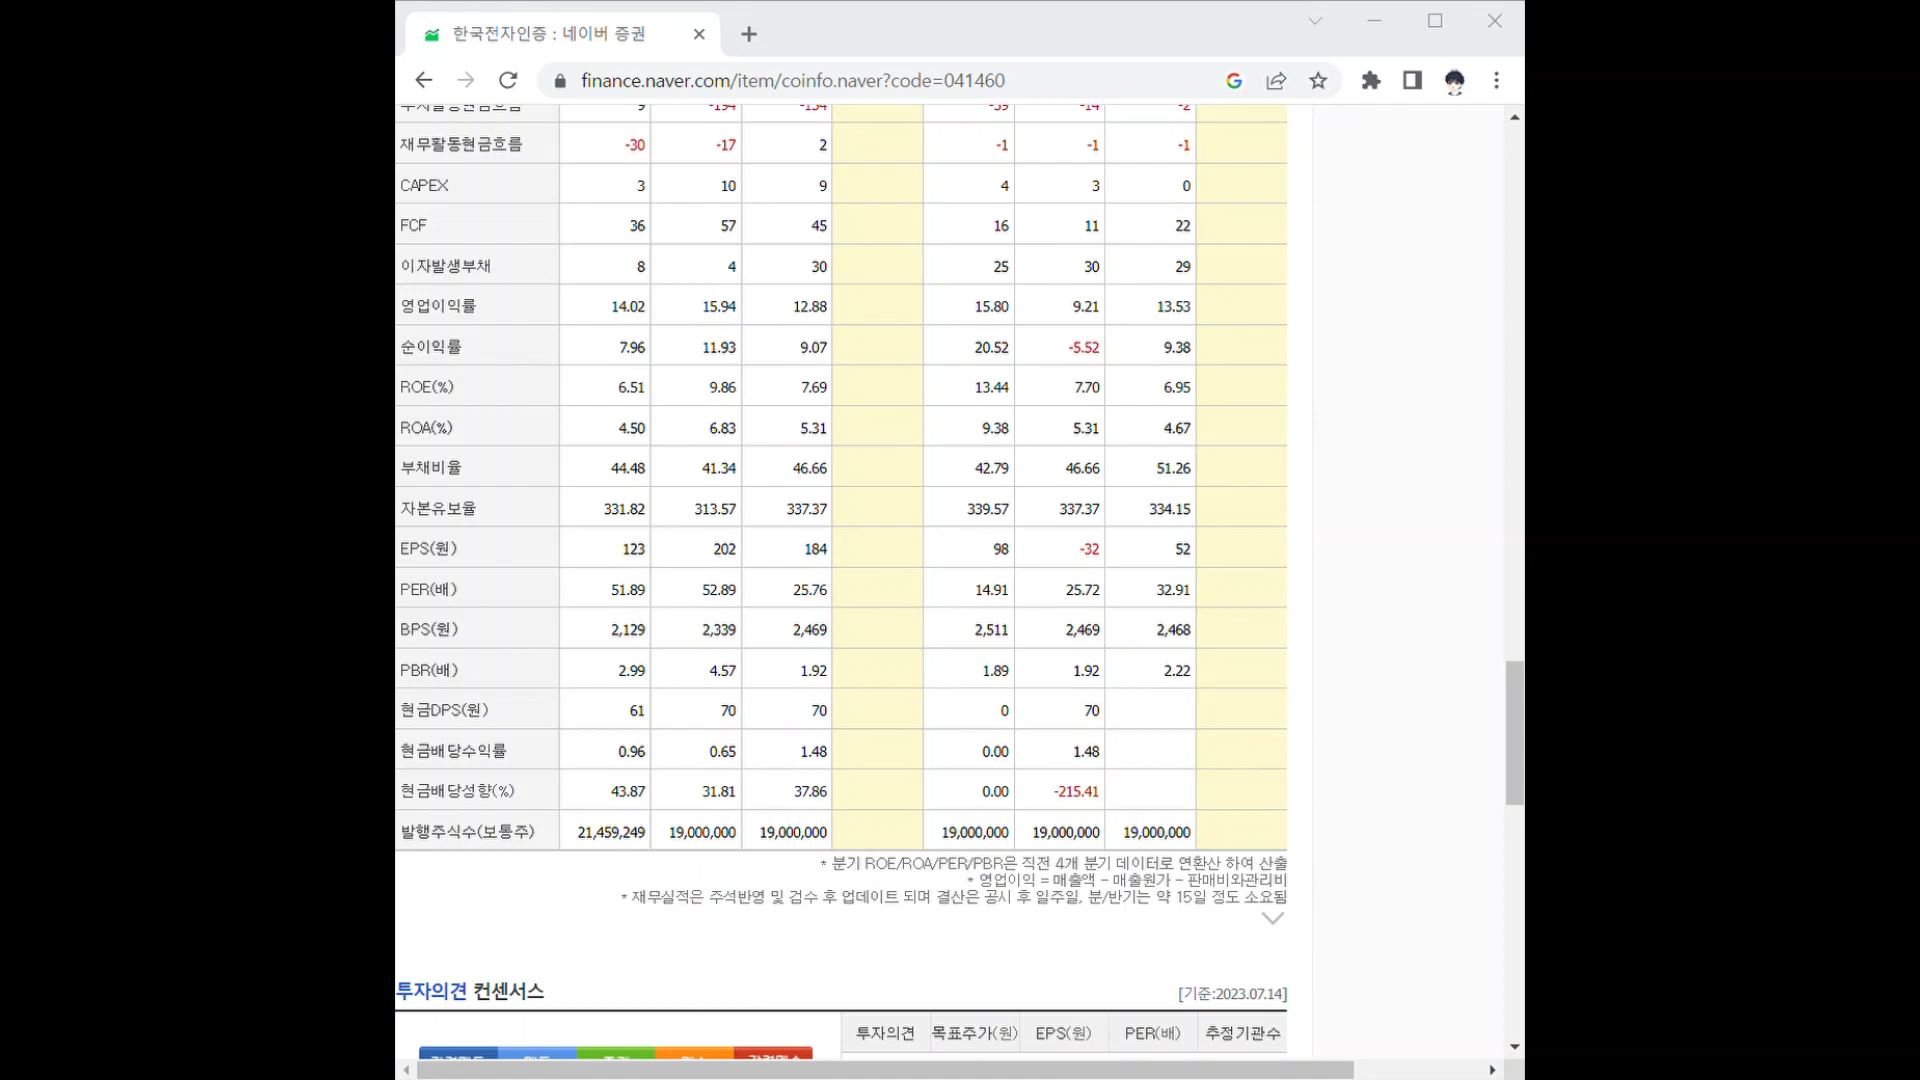 한국전자인증 : 네이버 증권
finance.naver.com/item/coinfo.naver?code=041460
투자활동현금흐름 9 -194 -134 -39 -14 -2
재무활동현금흐름 -30 -17 2 -1 -1 -1
CAPEX 3 10 9 4 3 0
FCF 36 57 45 16 11 22
이자발생부채 8 4 30 25 30 29
영업이익률 14.02 15.94 12.88 15.80 9.21 13.53
순이익률 7.96 11.93 9.07 20.52 -5.52 9.38
ROE(%) 6.51 9.86 7.69 13.44 7.70 6.95
ROA(%) 4.50 6.83 5.31 9.38 5.31 4.67
부채비율 44.48 41.34 46.66 42.79 46.66 51.26
자본유보율 331.82 313.57 337.37 339.57 337.37 334.15
EPS(원) 123 202 184 98 -32 52
PER(배) 51.89 52.89 25.76 14.91 25.72 32.91
BPS(원) 2,129 2,339 2,469 2,511 2,469 2,468
PBR(배) 2.99 4.57 1.92 1.89 1.92 2.22
현금DPS(원) 61 70 70 0 70
현금배당수익률 0.96 0.65 1.48 0.00 1.48
현금배당성향(%) 43.87 31.81 37.86 0.00 -215.41
발행주식수(보통주) 21,459,249 19,000,000 19,000,000 19,000,000 19,000,000 19,000,000
* 분기 ROE/ROA/PER/PBR은 직전 4개 분기 데이터로 연환산 하여 산출
* 영업이익 = 매출액 - 매출원가 - 판매비와관리비
* 재무실적은 주석반영 및 검수 후 업데이트 되며 결산은 공시 후 일주일, 분/반기는 약 15일 정도 소요됨
투자의견 컨센서스 [기준:2023.07.14]
투자의견 목표주가(원) EPS(원) PER(배) 추정기관수